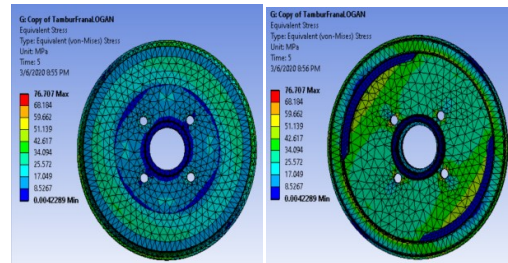 G: Copy of TamburFranaLOGAN
Equivalent Stress
Type: Equivalent (von-Mises) Stress
Unit: MPa
Time: 5
3/6/2020 8:55 PM
76.707 Max
68.184
59.662
51.139
42.617
34.094
25.572
17.049
8.5267
0.0042289 Min
G: Copy of TamburFranaLOGAN
Equivalent Stress
Type: Equivalent (von-Mises) Stress
Unit: MPa
Time: 5
3/6/2020 8:56 PM
76.707 Max
68.184
59.662
51.139
42.617
34.094
25.572
17.049
8.5267
0.0042289 Min